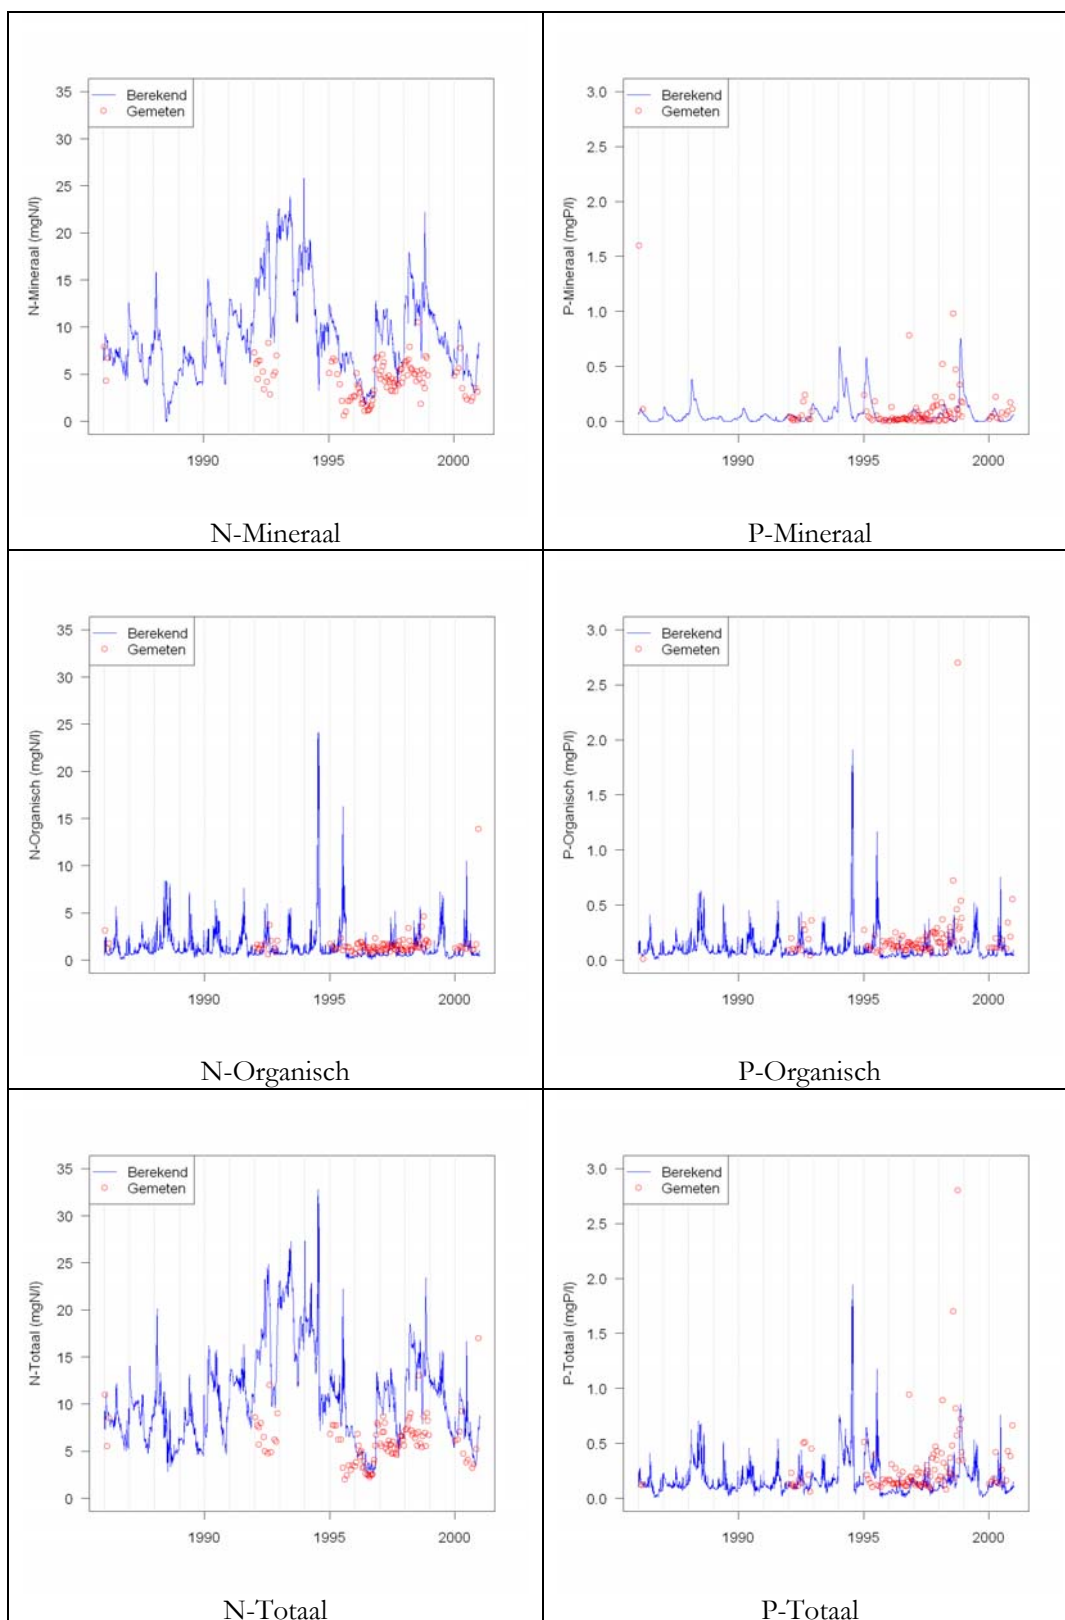 35
30
25
20
15
10
5
0
N-Mineraal (mgN/l)
Berekend
Gemeten
1990 1995 2000
N-Mineraal
3.0
2.5
2.0
1.5
1.0
0.5
0.0
P-Mineraal (mgP/l)
Berekend
Gemeten
1990 1995 2000
P-Mineraal
35
30
25
20
15
10
5
0
N-Organisch (mgN/l)
Berekend
Gemeten
1990 1995 2000
N-Organisch
3.0
2.5
2.0
1.5
1.0
0.5
0.0
P-Organisch (mgP/l)
Berekend
Gemeten
1990 1995 2000
P-Organisch
35
30
25
20
15
10
5
0
N-Totaal (mgN/l)
Berekend
Gemeten
1990 1995 2000
N-Totaal
3.0
2.5
2.0
1.5
1.0
0.5
0.0
P-Totaal (mgP/l)
Berekend
Gemeten
1990 1995 2000
P-Totaal